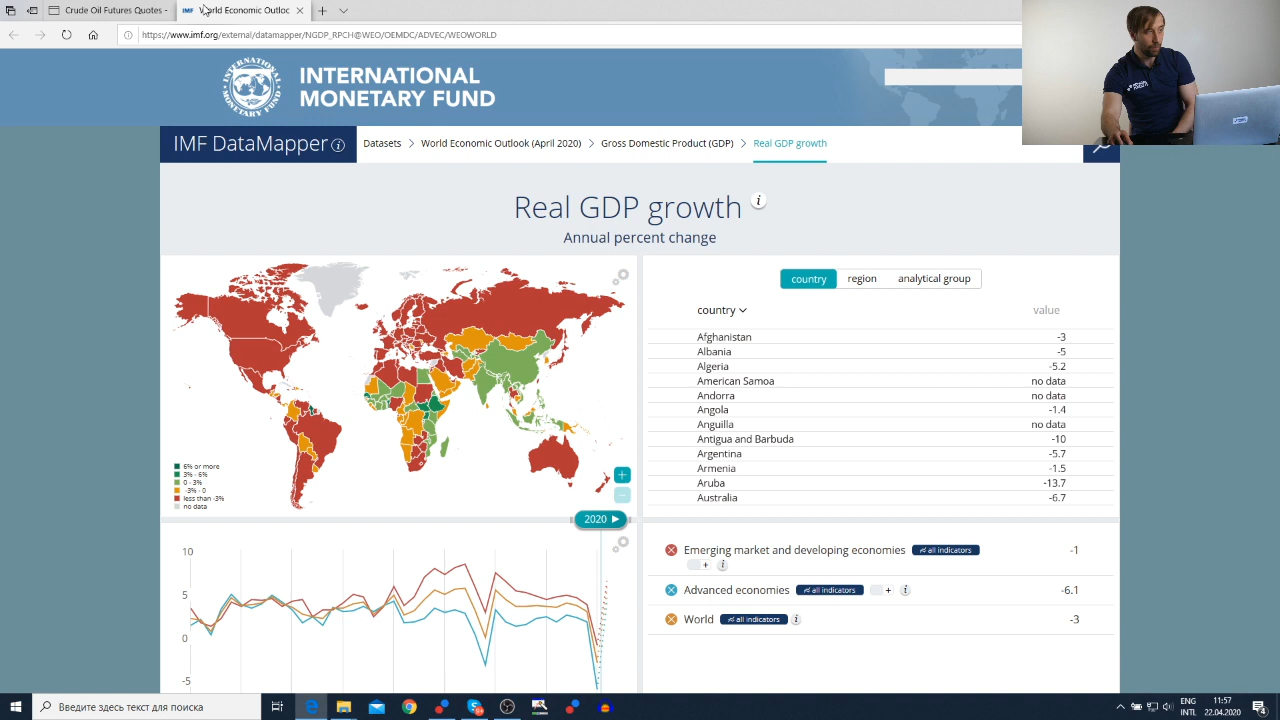 Crude Oil Futures Quotes -
World Economic Outloc
https://www.imf.org/external/datamapper/NGDP_RPCH@WEO/OEMDC/ADVEC/WEOWORLD
INTERNATIONAL
MONETARY FUND
IMF DataMapper
Datasets > World Economic Outlook (April 2020) > Gross Domestic Product (GDP) > Real GDP growth
Real GDP growth i
Annual percent change
country region analytical group
country value
Afghanistan -3
Albania -5
Algeria -5.2
American Samoa no data
Andorra no data
Angola -1.4
Anguilla no data
Antigua and Barbuda -10
Argentina -5.7
Armenia -1.5
Aruba -13.7
Australia -6.7
6% or more
3% - 6%
0 - 3%
-3% - 0
less than -3%
no data
+
−
2020
10
5
0
-5
Emerging market and developing economies all indicators -1
+ i
Advanced economies all indicators + i -6.1
World all indicators i -3
Введите здесь текст для поиска
ENG
INTL
11:57
22.04.2020